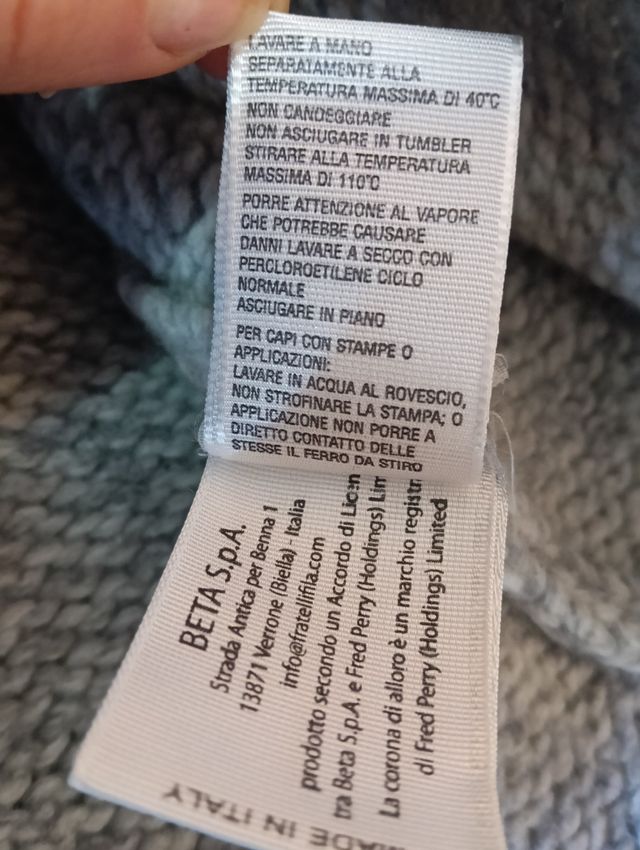 LAVARE A MANO
SEPARATAMENTE ALLA
TEMPERATURA MASSIMA DI 40°C
NON CANDEGGIARE
NON ASCIUGARE IN TUMBLER
STIRARE ALLA TEMPERATURA
MASSIMA DI 110°C
PORRE ATTENZIONE AL VAPORE
CHE POTREBBE CAUSARE
DANNI LAVARE A SECCO CON
PERCLOROETILENE CICLO
NORMALE
ASCIUGARE IN PIANO
PER CAPI CON STAMPE O
APPLICAZIONI:
LAVARE IN ACQUA AL ROVESCIO,
NON STROFINARE LA STAMPA; O
APPLICAZIONE NON PORRE A
DIRETTO CONTATTO DELLE
STESSE IL FERRO DA STIRO
BETA S.p.A.
Strada Antica per Benna 1
13871 Verrone (Biella) - Italia
info@fratellifila.com
prodotto secondo un Accordo di Licen
tra Beta S.p.A. e Fred Perry (Holdings) Lim
La corona di alloro è un marchio registr
di Fred Perry (Holdings) Limited
MADE IN ITALY